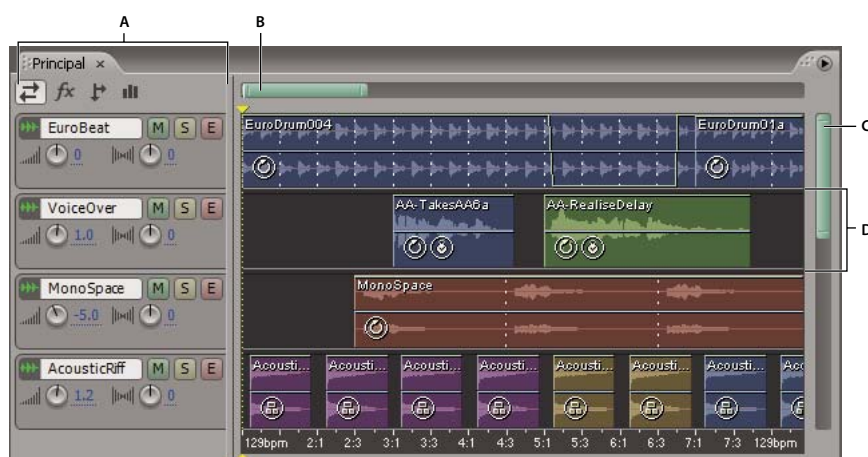 A
B
Principal ×
fx
EuroBeat M S E
0 0
EuroDrum004
EuroDrum01a
C
VoiceOver M S E
1.0 0
AA-TakesAA6a
AA-RealiseDelay
D
MonoSpace M S E
-5.0 0
MonoSpace
AcousticRiff M S E
1.2 0
Acousti... Acousti... Acousti... Acousti... Acousti... Acousti... Acousti... Aco
129bpm 2:1 2:3 3:1 3:3 4:1 4:3 5:1 5:3 6:1 6:3 7:1 7:3 129bpm